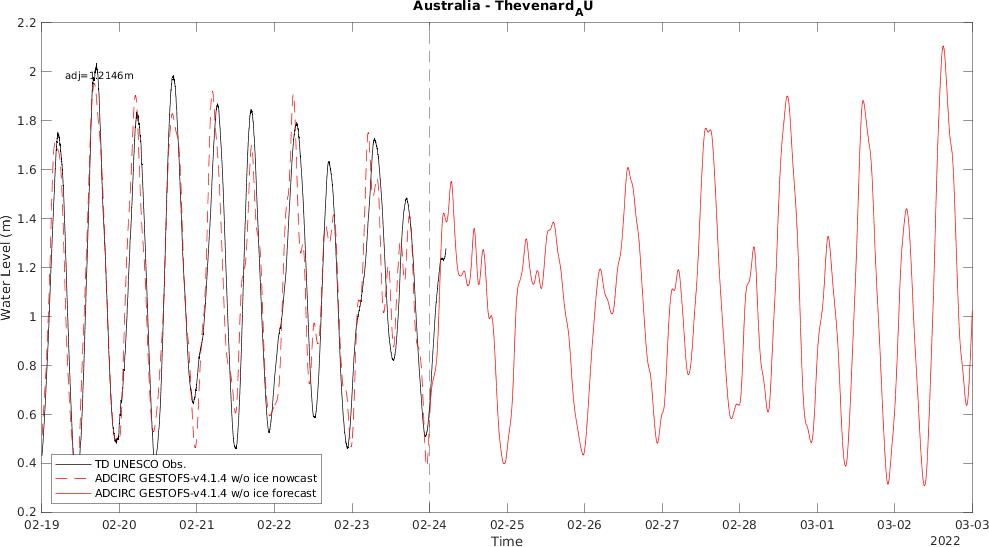 Australia - Thevenard_AU
2.2
2
1.8
1.6
1.4
1.2
1
0.8
0.6
0.4
0.2
Water Level (m)
adj=1.2146m
TD UNESCO Obs.
ADCIRC GESTOFS-v4.1.4 w/o ice nowcast
ADCIRC GESTOFS-v4.1.4 w/o ice forecast
02-19 02-20 02-21 02-22 02-23 02-24 02-25 02-26 02-27 02-28 03-01 03-02 03-03
Time
2022